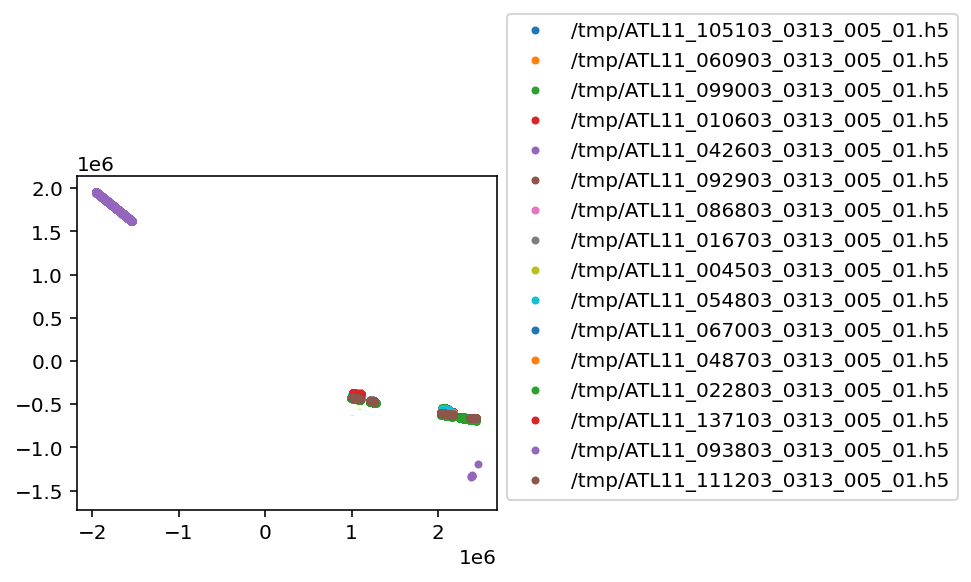 /tmp/ATL11_105103_0313_005_01.h5
/tmp/ATL11_060903_0313_005_01.h5
/tmp/ATL11_099003_0313_005_01.h5
/tmp/ATL11_010603_0313_005_01.h5
/tmp/ATL11_042603_0313_005_01.h5
/tmp/ATL11_092903_0313_005_01.h5
/tmp/ATL11_086803_0313_005_01.h5
/tmp/ATL11_016703_0313_005_01.h5
/tmp/ATL11_004503_0313_005_01.h5
/tmp/ATL11_054803_0313_005_01.h5
/tmp/ATL11_067003_0313_005_01.h5
/tmp/ATL11_048703_0313_005_01.h5
/tmp/ATL11_022803_0313_005_01.h5
/tmp/ATL11_137103_0313_005_01.h5
/tmp/ATL11_093803_0313_005_01.h5
/tmp/ATL11_111203_0313_005_01.h5
1e6
2.0
1.5
1.0
0.5
0.0
−0.5
−1.0
−1.5
−2 −1 0 1 2
1e6